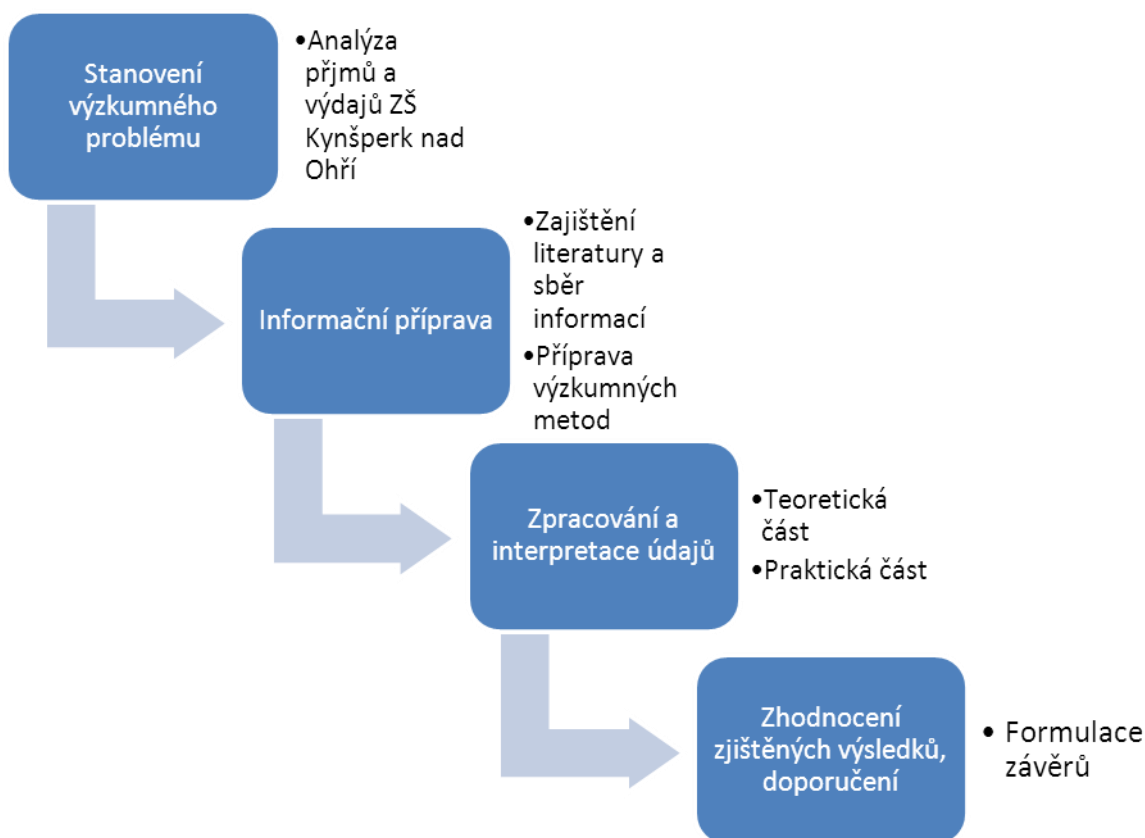 Stanovení
výzkumného
problému
•Analýza
přjmů a
výdajů ZŠ
Kynšperk nad
Ohří
Informační příprava
•Zajištění
literatury a
sběr
informací
•Příprava
výzkumných
metod
Zpracování a
interpretace údajů
•Teoretická
část
•Praktická část
Zhodnocení
zjištěných výsledků,
doporučení
• Formulace
závěrů